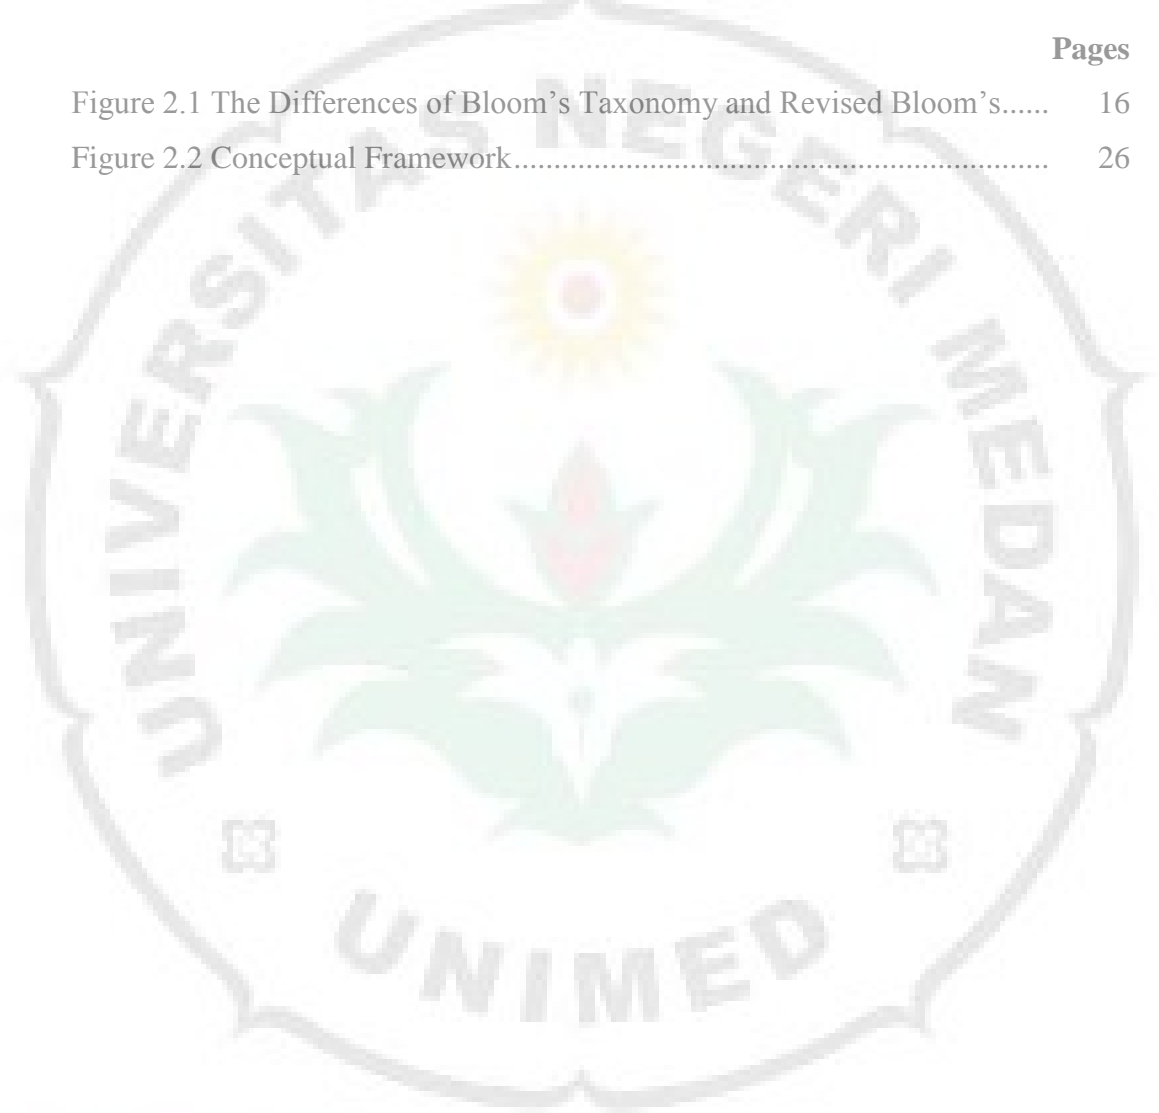 Pages
Figure 2.1 The Differences of Bloom’s Taxonomy and Revised Bloom’s...... 16
Figure 2.2 Conceptual Framework.................................................................... 26
UNIVERSITAS NEGERI MEDAN
UNIMED